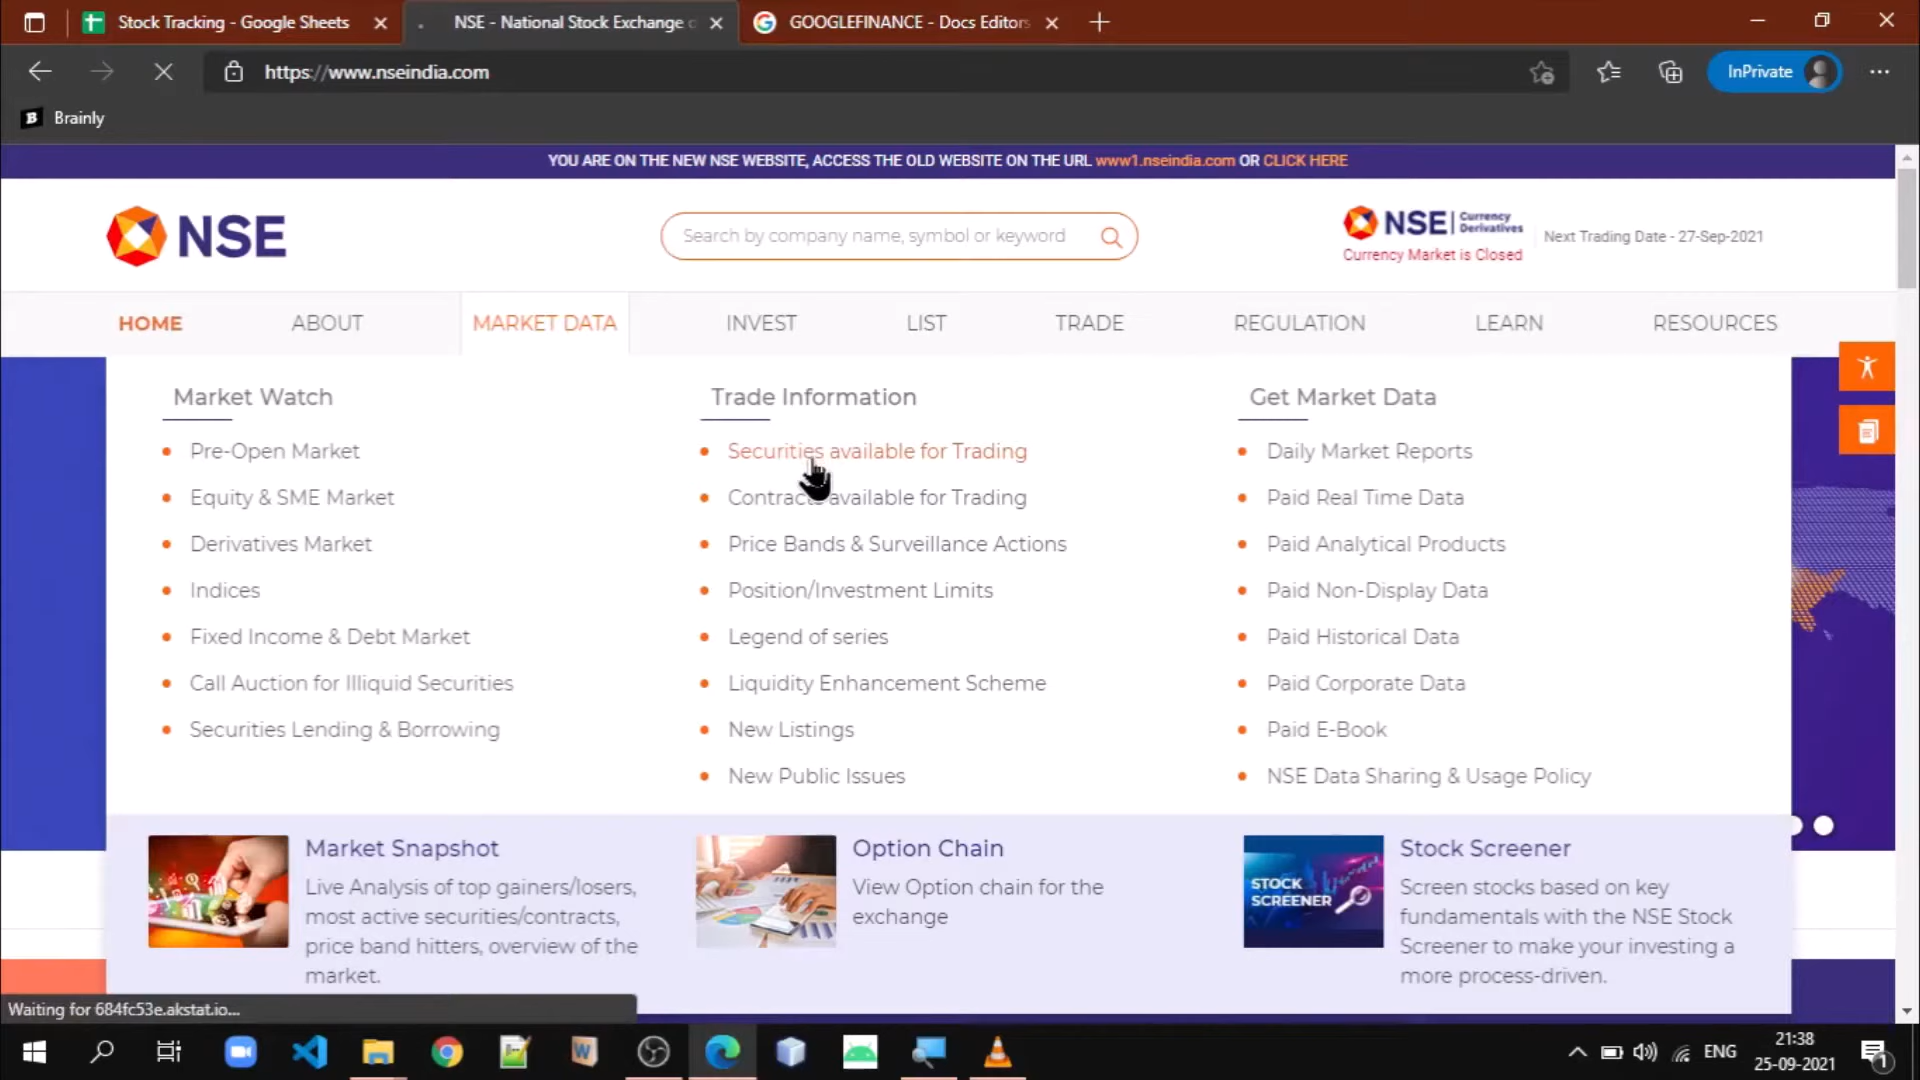 Stock Tracking - Google Sheets
NSE - National Stock Exchange
GOOGLEFINANCE - Docs Editors
https://www.nseindia.com
InPrivate
Brainly
YOU ARE ON THE NEW NSE WEBSITE, ACCESS THE OLD WEBSITE ON THE URL www1.nseindia.com OR CLICK HERE
NSE
Search by company name, symbol or keyword
NSE Currency Derivatives
Currency Market is Closed
Next Trading Date - 27-Sep-2021
HOME ABOUT MARKET DATA INVEST LIST TRADE REGULATION LEARN RESOURCES
Market Watch
Pre-Open Market
Equity & SME Market
Derivatives Market
Indices
Fixed Income & Debt Market
Call Auction for Illiquid Securities
Securities Lending & Borrowing
Trade Information
Securities available for Trading
Contracts available for Trading
Price Bands & Surveillance Actions
Position/Investment Limits
Legend of series
Liquidity Enhancement Scheme
New Listings
New Public Issues
Get Market Data
Daily Market Reports
Paid Real Time Data
Paid Analytical Products
Paid Non-Display Data
Paid Historical Data
Paid Corporate Data
Paid E-Book
NSE Data Sharing & Usage Policy
Market Snapshot
Live Analysis of top gainers/losers,
most active securities/contracts,
price band hitters, overview of the
market.
Option Chain
View Option chain for the
exchange
STOCK
SCREENER
Stock Screener
Screen stocks based on key
fundamentals with the NSE Stock
Screener to make your investing a
more process-driven.
Waiting for 684fc53e.akstat.io...
ENG
21:38
25-09-2021
1